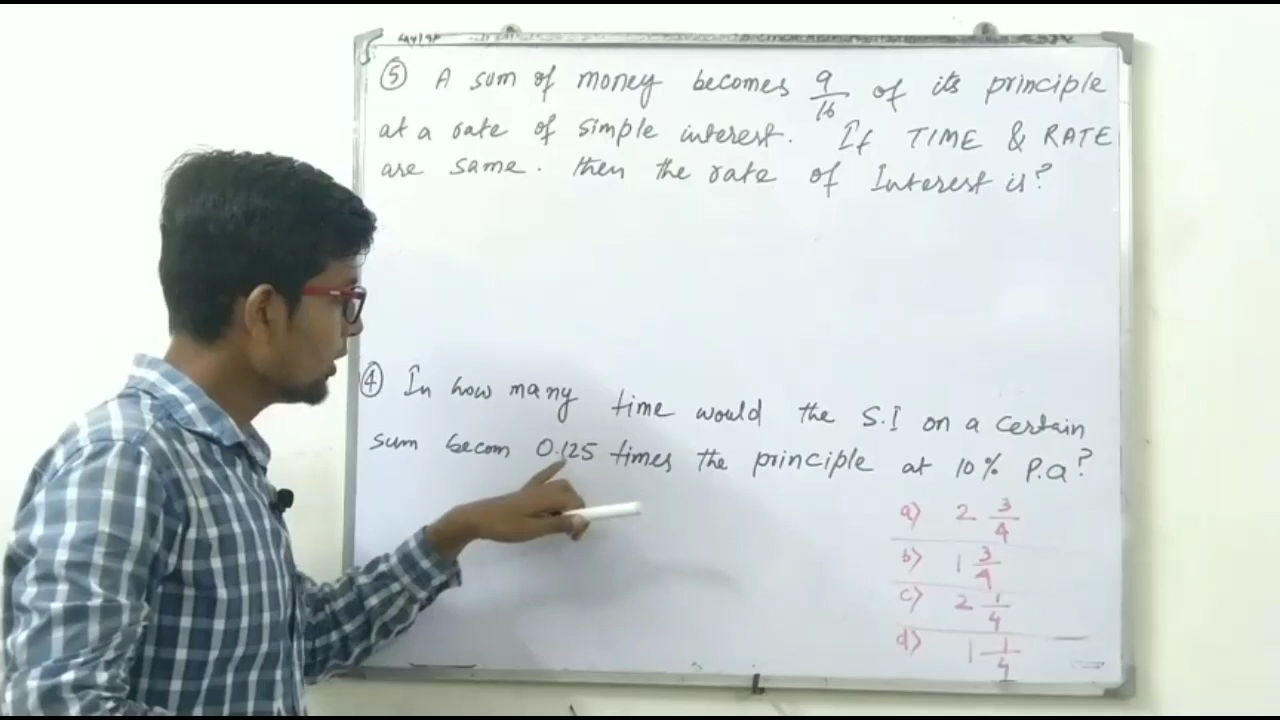 ⑤ A sum of money becomes 9/16 of its principle
at a rate of simple interest. If TIME & RATE
are same. then the rate of Interest is?
④ In how many time would the S.I on a certain
sum becom 0.125 times the principle at 10% P.a?
a) 2 3/4
b) 1 3/4
c) 2 1/4
d) 1 1/4